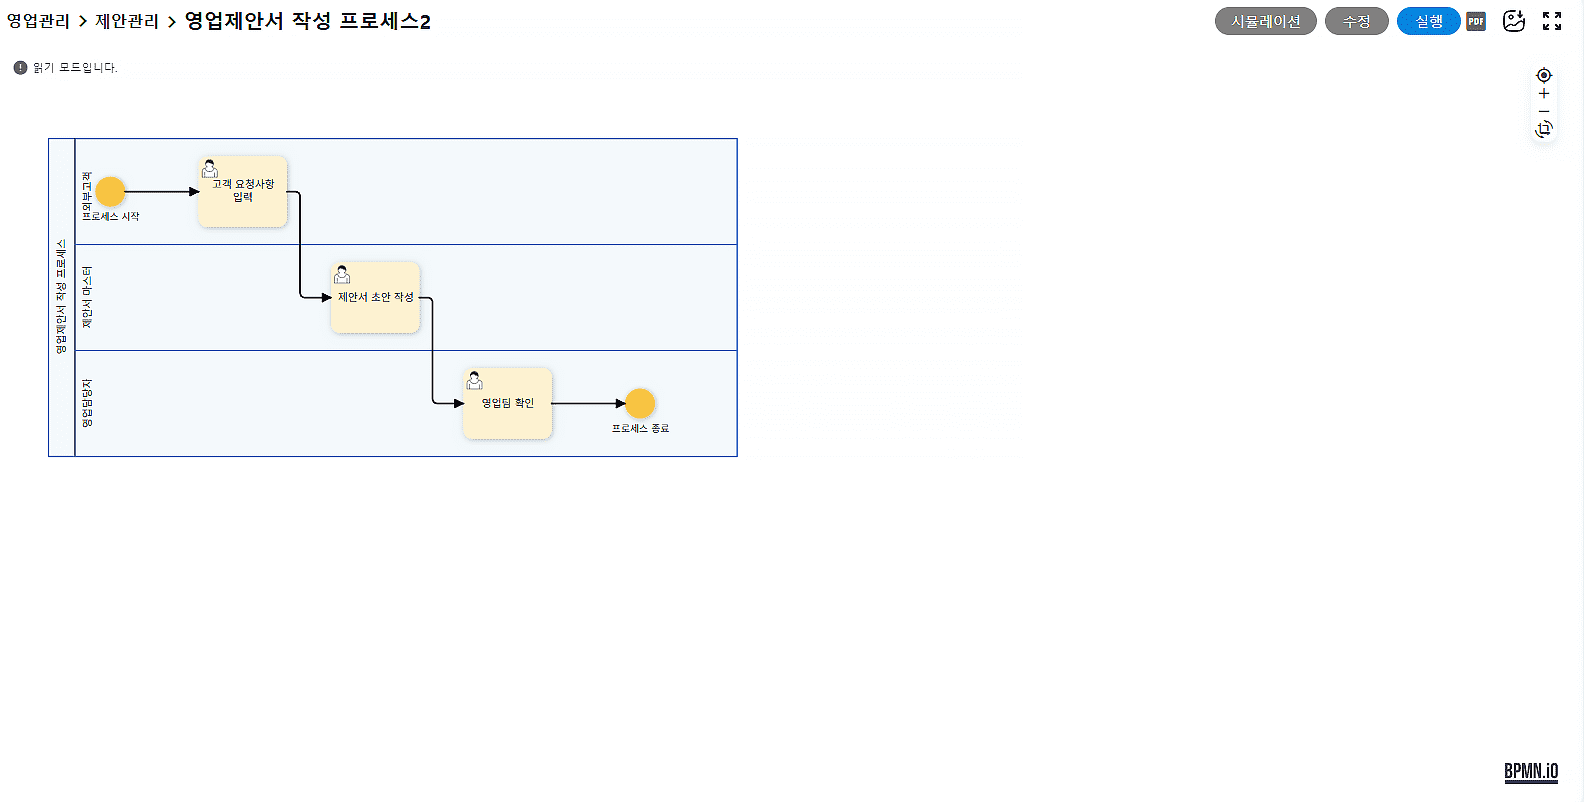 영업관리 > 제안관리 > 영업제안서 작성 프로세스2
시뮬레이션
수정
실행
PDF
! 읽기 모드입니다.
영업제안서 작성 프로세스
외부고객
프로세스 시작
고객 요청사항
입력
제안서 마스터
제안서 초안 작성
영업팀담당자
영업팀 확인
프로세스 종료
BPMN.iO